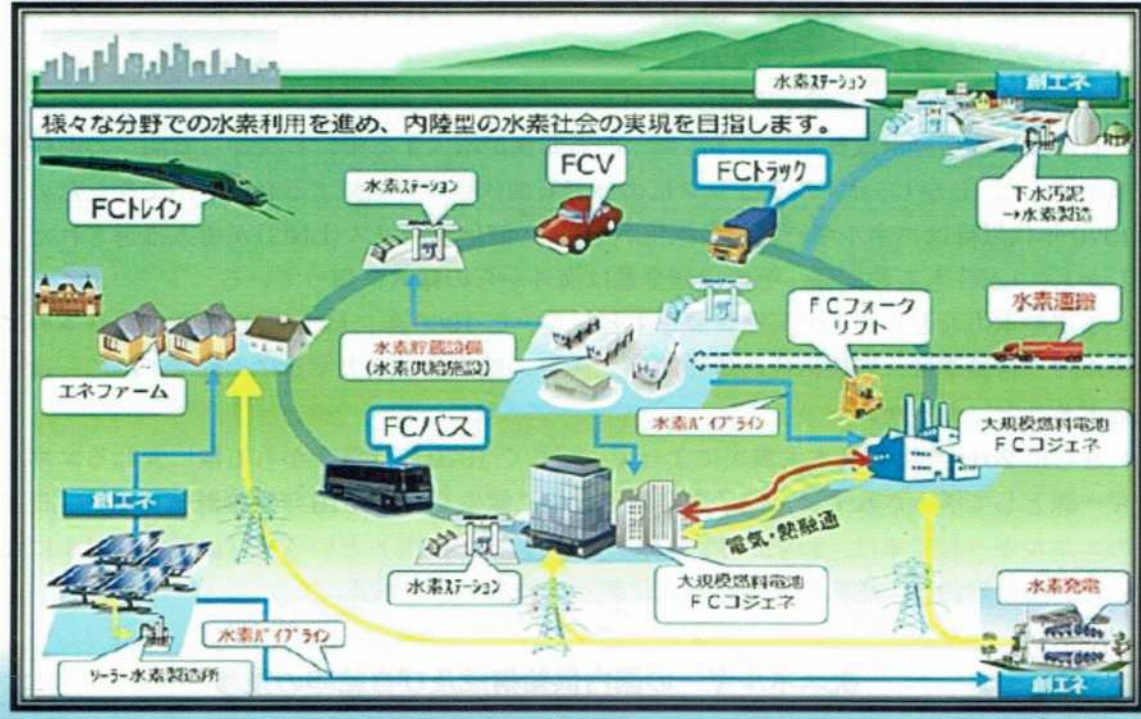 水素ステーション
創エネ
様々な分野での水素利用を進め、内陸型の水素社会の実現を目指します。
FCトレイン
水素ステーション
FCV
FCトラック
下水汚泥
→水素製造
エネファーム
水素貯蔵設備
(水素供給施設)
FCフォーク
リフト
水素運搬
水素パイプライン
FCバス
大規模燃料電池
FCコジェネ
創エネ
電気・熱融通
水素ステーション
大規模燃料電池
FCコジェネ
水素発電
水素パイプライン
ソーラー水素製造所
創エネ
H2